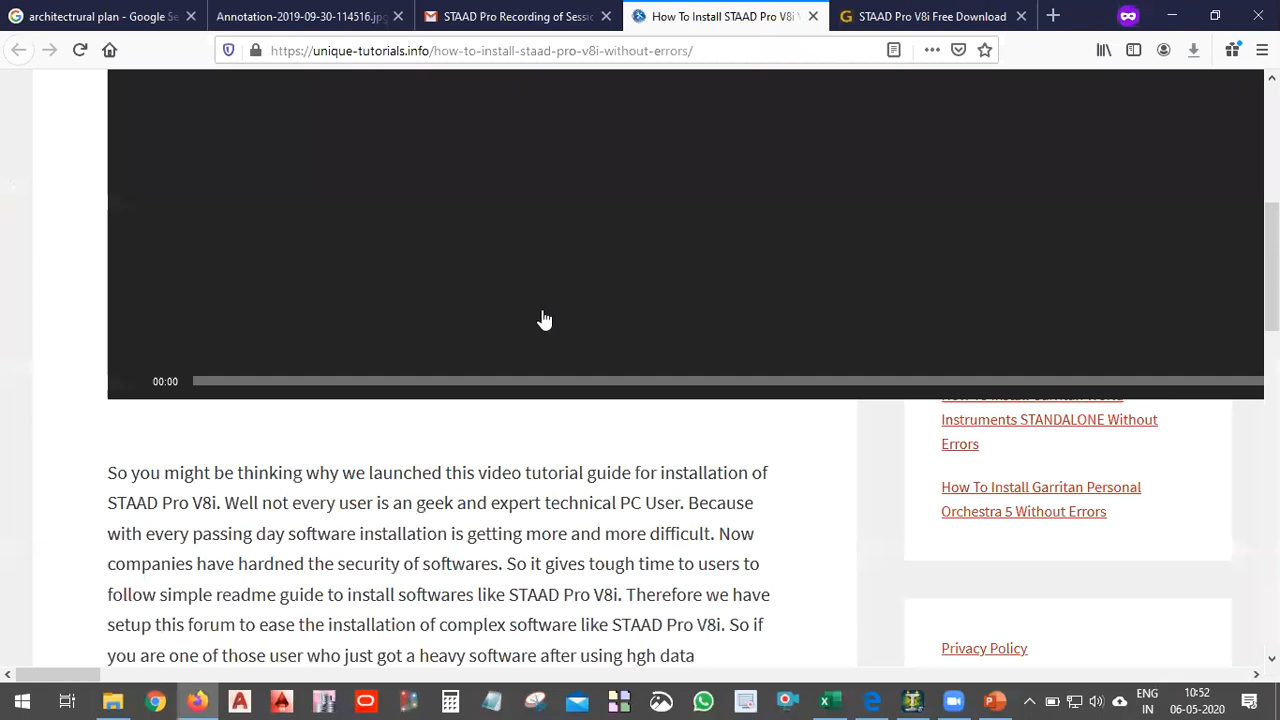 architectrural plan - Google Se
Annotation-2019-09-30-114516.jpg
STAAD Pro Recording of Sessio
How To Install STAAD Pro V8i V
STAAD Pro V8i Free Download
https://unique-tutorials.info/how-to-install-staad-pro-v8i-without-errors/
00:00
Instruments STANDALONE Without
Errors
How To Install Garritan Personal
Orchestra 5 Without Errors
Privacy Policy
So you might be thinking why we launched this video tutorial guide for installation of
STAAD Pro V8i. Well not every user is an geek and expert technical PC User. Because
with every passing day software installation is getting more and more difficult. Now
companies have hardned the security of softwares. So it gives tough time to users to
follow simple readme guide to install softwares like STAAD Pro V8i. Therefore we have
setup this forum to ease the installation of complex software like STAAD Pro V8i. So if
you are one of those user who just got a heavy software after using hgh data
ENG
IN
10:52
06-05-2020